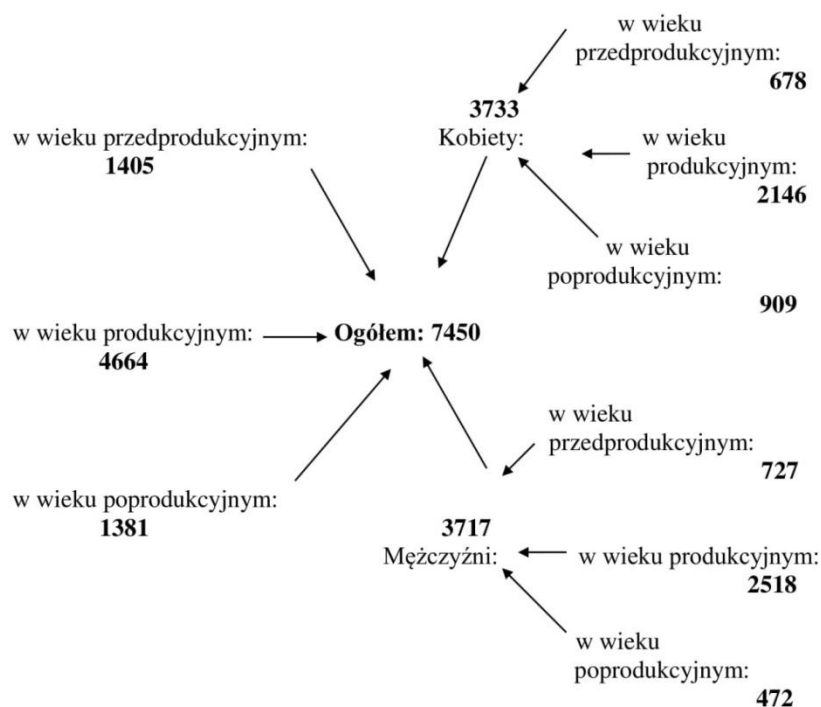 w wieku
przedprodukcyjnym:
678
3733
Kobiety:
w wieku przedprodukcyjnym:
1405
w wieku
produkcyjnym:
2146
w wieku
poprodukcyjnym:
909
w wieku produkcyjnym:
4664
Ogółem: 7450
w wieku
przedprodukcyjnym:
727
w wieku poprodukcyjnym:
1381
3717
Mężczyźni:
w wieku produkcyjnym:
2518
w wieku
poprodukcyjnym:
472